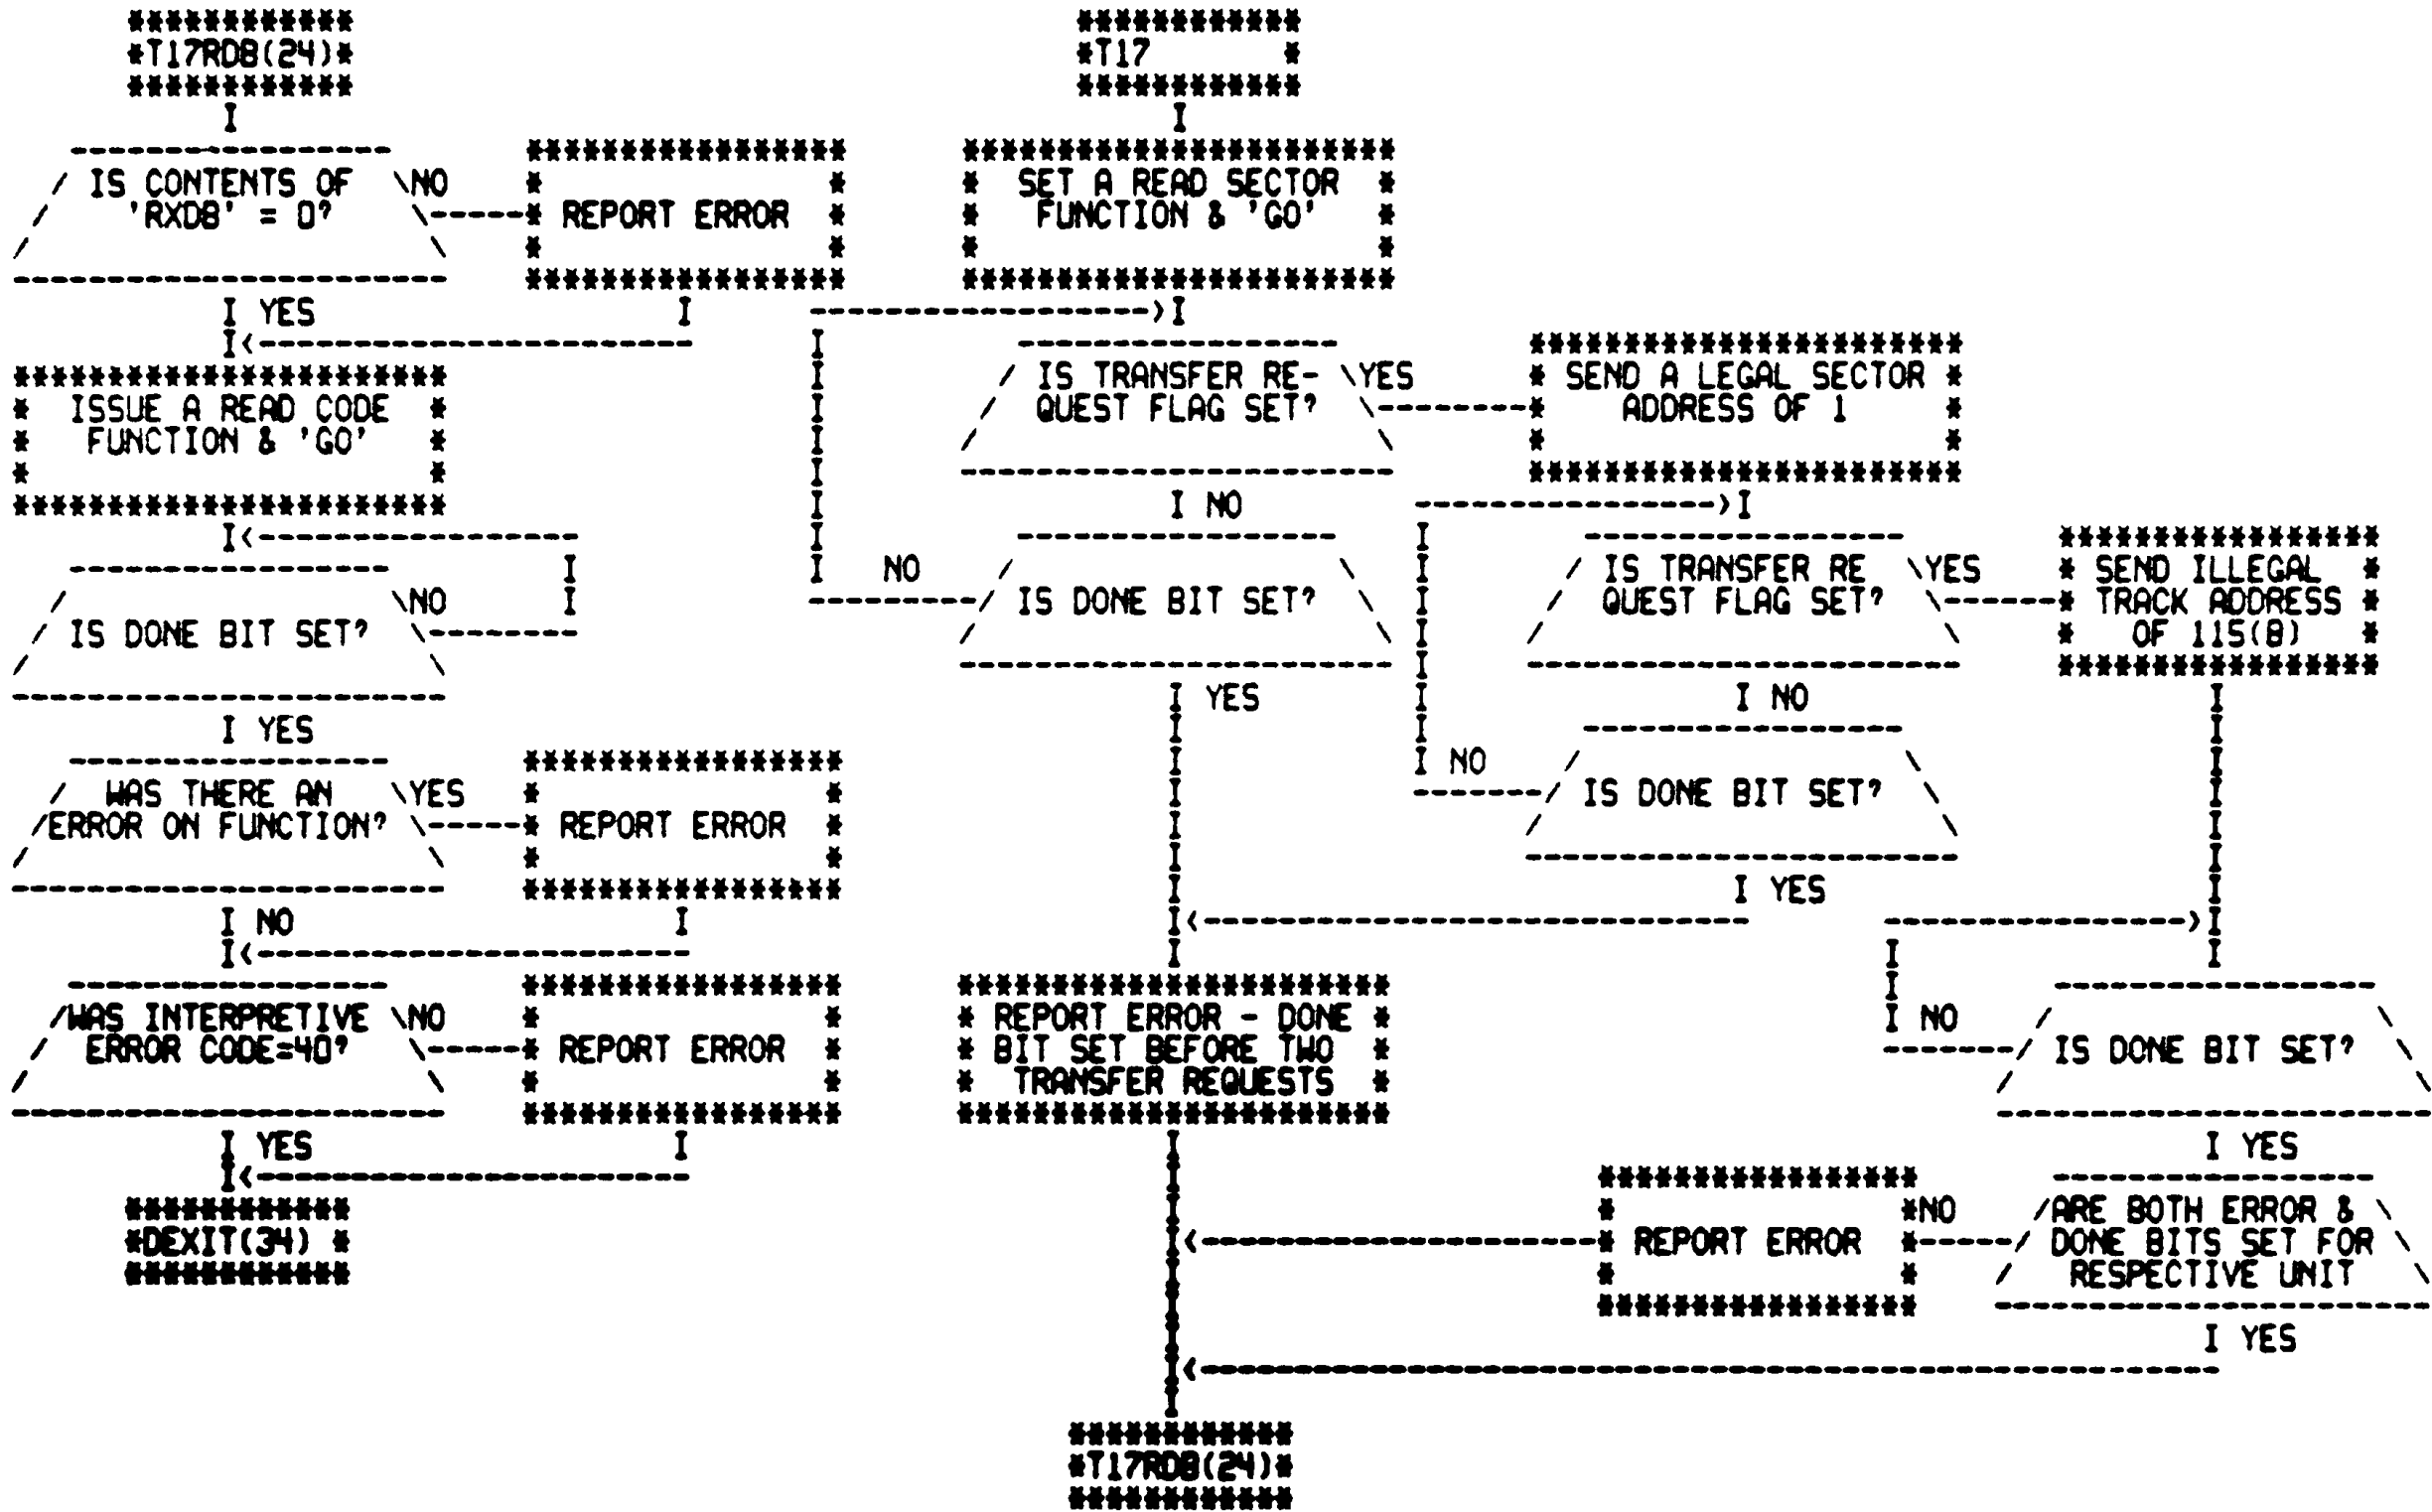 *T17RDB(24)*
IS CONTENTS OF
'RXDB' = 0?
NO
REPORT ERROR
YES
ISSUE A READ CODE
FUNCTION & 'GO'
IS DONE BIT SET?
NO
YES
WAS THERE AN
ERROR ON FUNCTION?
YES
REPORT ERROR
NO
WAS INTERPRETIVE
ERROR CODE=40?
NO
REPORT ERROR
YES
*DEXIT(34) *
*T17 *
SET A READ SECTOR
FUNCTION & 'GO'
IS TRANSFER RE-
QUEST FLAG SET?
YES
SEND A LEGAL SECTOR
ADDRESS OF 1
NO
IS DONE BIT SET?
NO
YES
IS TRANSFER RE
QUEST FLAG SET?
YES
SEND ILLEGAL
TRACK ADDRESS
OF 115(8)
NO
IS DONE BIT SET?
NO
YES
REPORT ERROR - DONE
BIT SET BEFORE TWO
TRANSFER REQUESTS
IS DONE BIT SET?
NO
YES
ARE BOTH ERROR &
DONE BITS SET FOR
RESPECTIVE UNIT
NO
REPORT ERROR
YES
*T17RDB(24)*